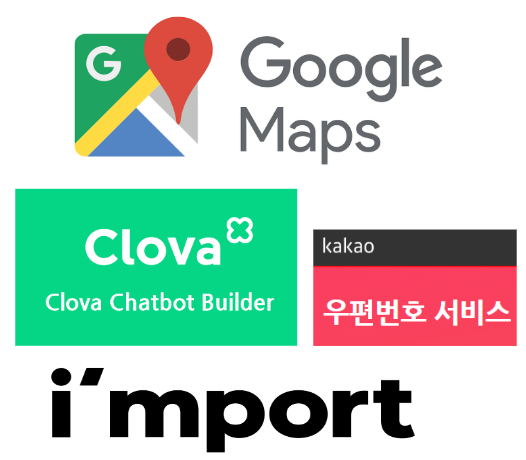 G
Google
Maps
Clova
Clova Chatbot Builder
kakao
우편번호 서비스
i'mport